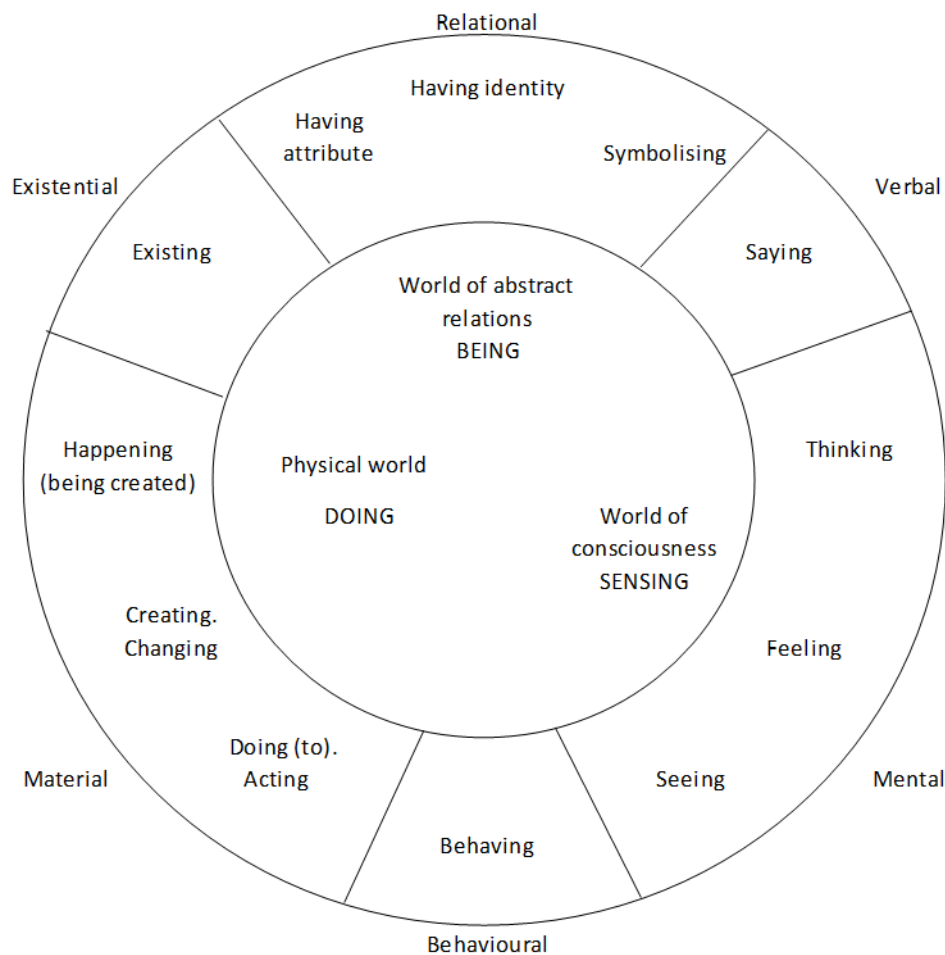 Relational
Having identity
Having
attribute
Symbolising
Existential
Verbal
Existing
Saying
World of abstract
relations
BEING
Happening
(being created)
Physical world
DOING
Thinking
World of
consciousness
SENSING
Creating.
Changing
Feeling
Doing (to).
Acting
Seeing
Material
Mental
Behaving
Behavioural